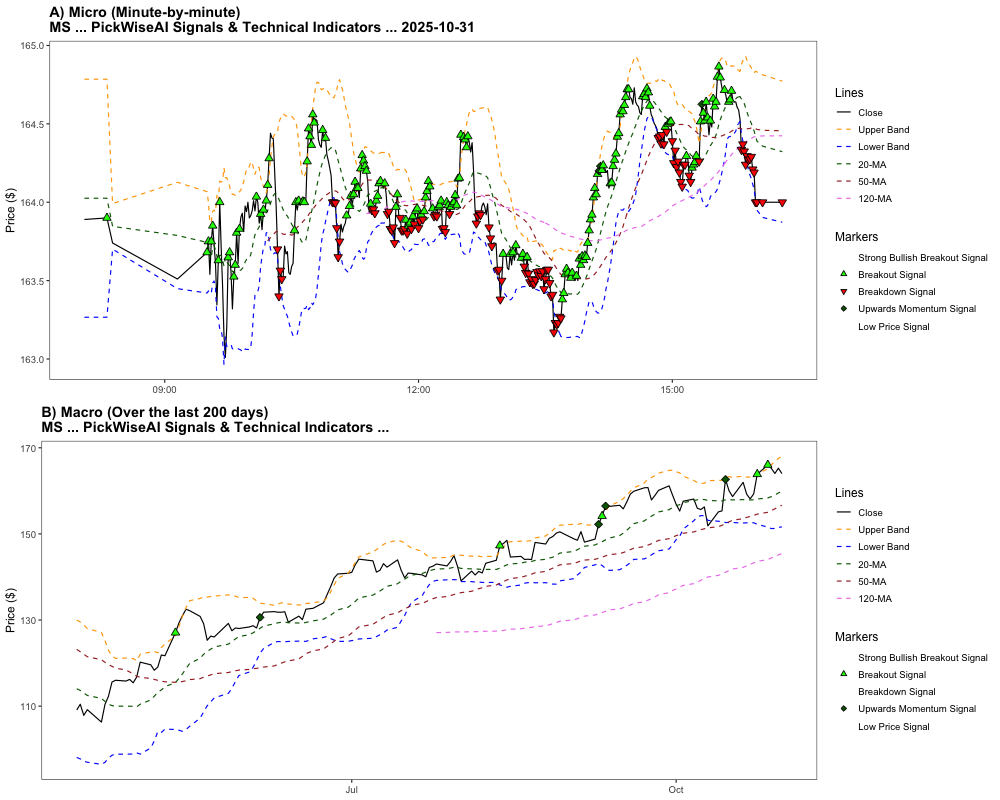 A) Micro (Minute-by-minute)
MS ... PickWiseAI Signals & Technical Indicators ... 2025-10-31
Price ($)
165.0
164.5
164.0
163.5
163.0
09:00
12:00
15:00
Lines
Close
Upper Band
Lower Band
20-MA
50-MA
120-MA
Markers
Strong Bullish Breakout Signal
Breakout Signal
Breakdown Signal
Upwards Momentum Signal
Low Price Signal
B) Macro (Over the last 200 days)
MS ... PickWiseAI Signals & Technical Indicators ...
Price ($)
170
150
130
110
Jul
Oct
Lines
Close
Upper Band
Lower Band
20-MA
50-MA
120-MA
Markers
Strong Bullish Breakout Signal
Breakout Signal
Breakdown Signal
Upwards Momentum Signal
Low Price Signal